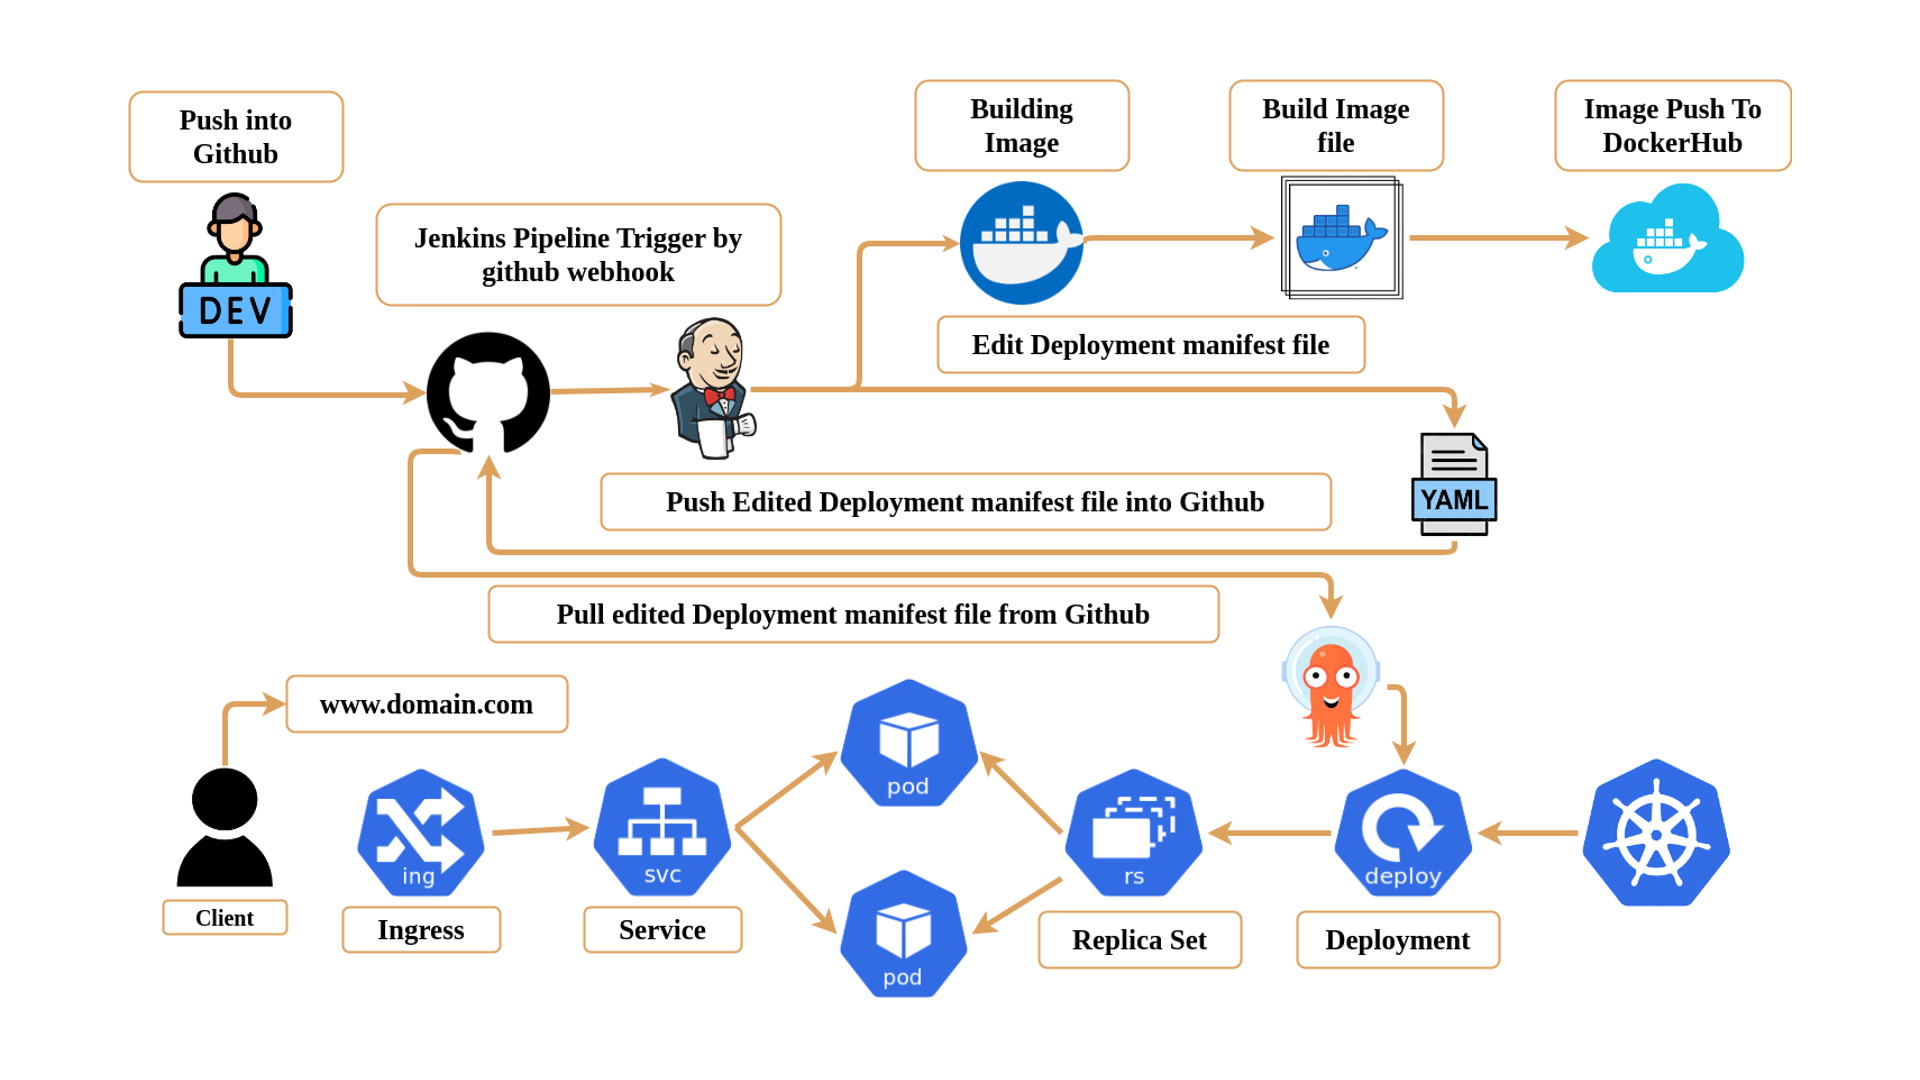 Push into
Github
DEV
Jenkins Pipeline Trigger by
github webhook
Building
Image
Build Image
file
Image Push To
DockerHub
Edit Deployment manifest file
YAML
Push Edited Deployment manifest file into Github
Pull edited Deployment manifest file from Github
www.domain.com
Client
ing
Ingress
svc
Service
pod
pod
rs
Replica Set
deploy
Deployment